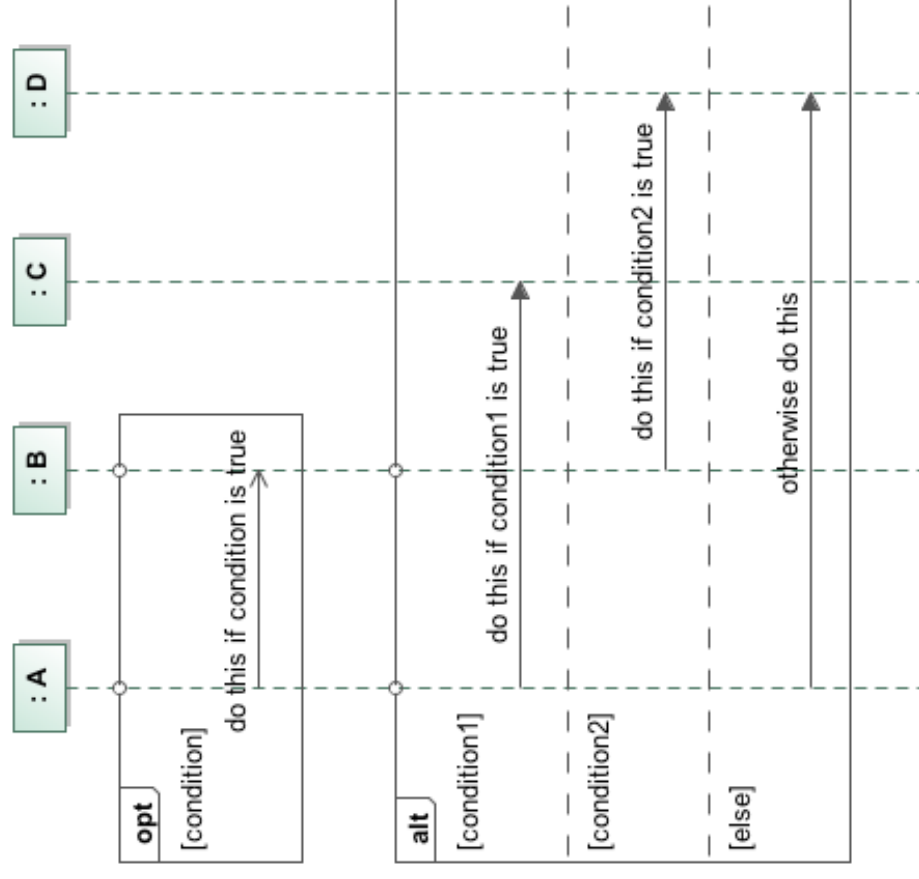 : A
: B
: C
: D
opt
[condition]
do this if condition is true
alt
[condition1]
do this if condition1 is true
[condition2]
do this if condition2 is true
[else]
otherwise do this